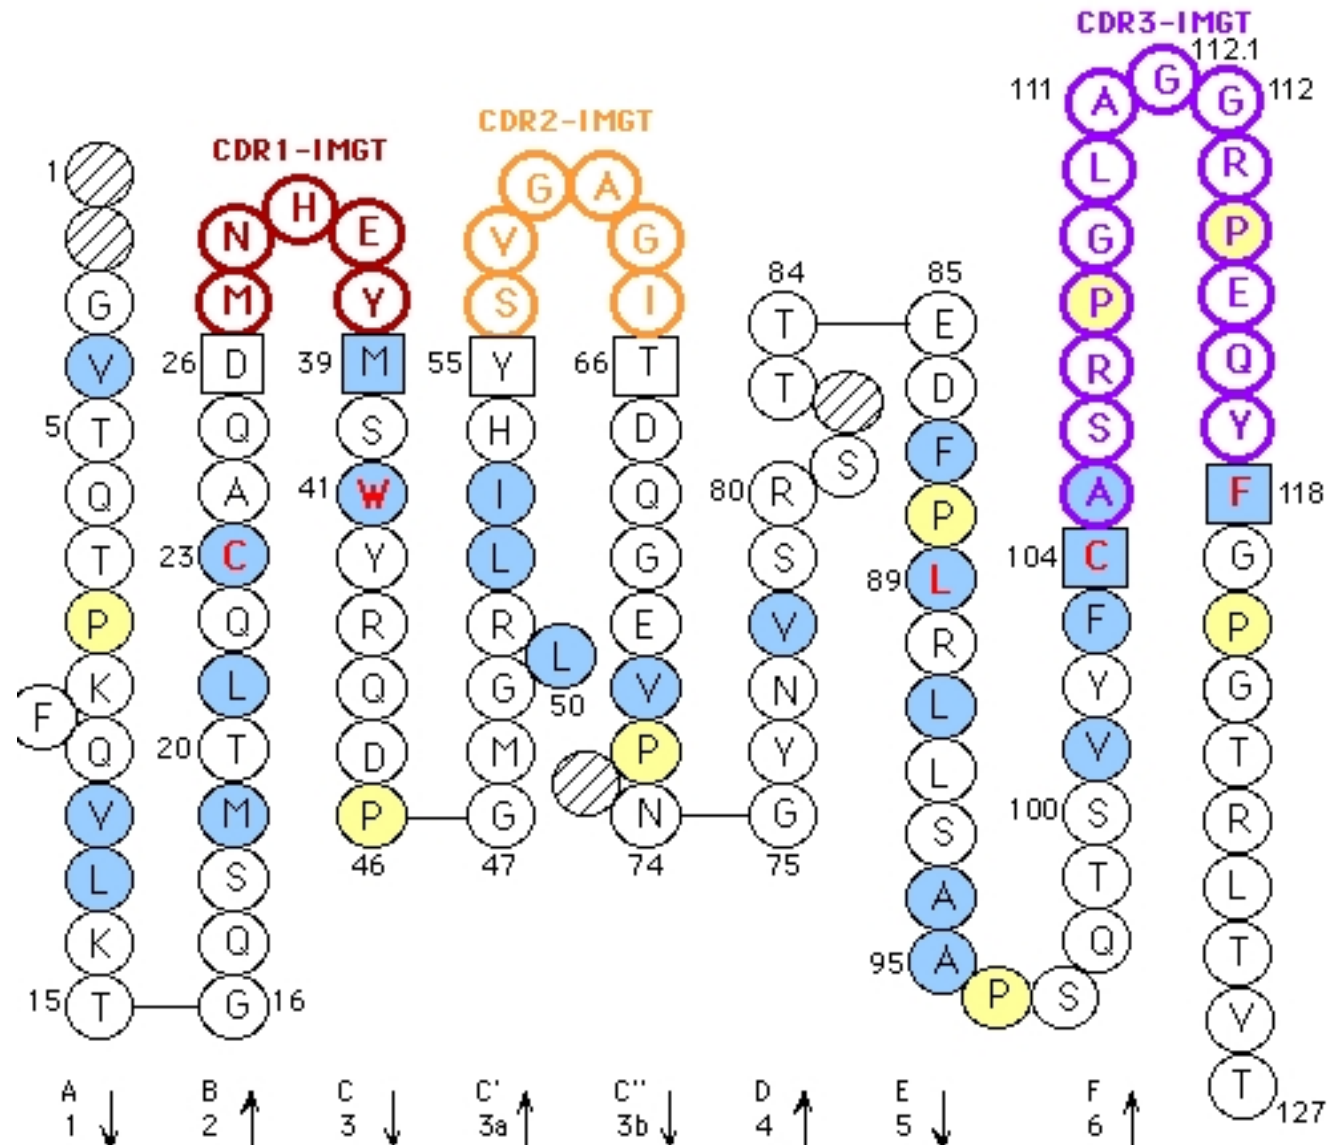 CDR3-IMGT
112.1
111 A G G 112
CDR2-IMGT
CDR1-IMGT
1 L R
G A
H
N E V G G P
84 85
G M Y S I P E
T E
V 26 D 39 M 55 Y 66 T R Q
T D
5 T Q S H D S Y
F S
Q A 41 W I Q 80 R A F 118
P
T 23 C Y L G S 104 C G
89 L
P Q R R E V F P
R
L
K L Q G V N Y G
50 L
F
Q 20 T D M P Y V T
L
V M P G N G 100 S R
S
46 47 74 75
L S T L
A
K Q Q T
95 A
15 T G 16 P S
V
T
127
A B C C' C'' D E F
1 2 3 3a 3b 4 5 6